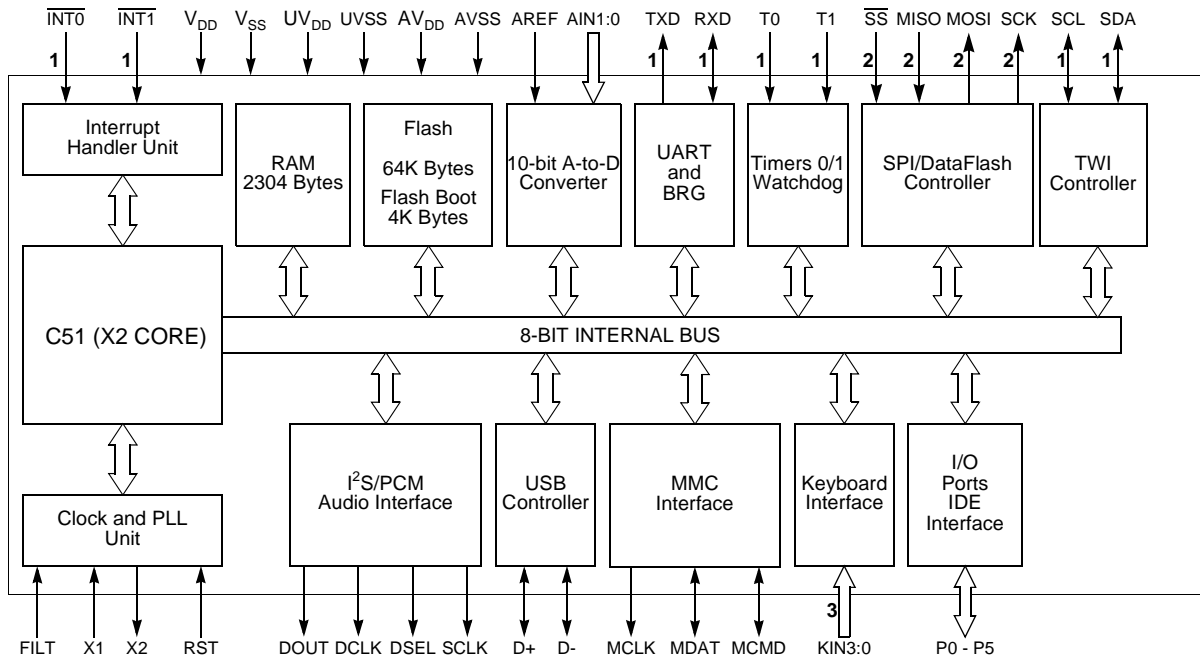 INT0 INT1 VDD VSS UVDD UVSS AVDD AVSS AREF AIN1:0 TXD RXD T0 T1 SS MISO MOSI SCK SCL SDA
1 1 1 1 1 1 2 2 2 2 1 1
Interrupt
Handler Unit
RAM
2304 Bytes
Flash
64K Bytes
Flash Boot
4K Bytes
10-bit A-to-D
Converter
UART
and
BRG
Timers 0/1
Watchdog
SPI/DataFlash
Controller
TWI
Controller
C51 (X2 CORE)
8-BIT INTERNAL BUS
Clock and PLL
Unit
I²S/PCM
Audio Interface
USB
Controller
MMC
Interface
Keyboard
Interface
I/O
Ports
IDE
Interface
3
FILT X1 X2 RST DOUT DCLK DSEL SCLK D+ D- MCLK MDAT MCMD KIN3:0 P0 - P5